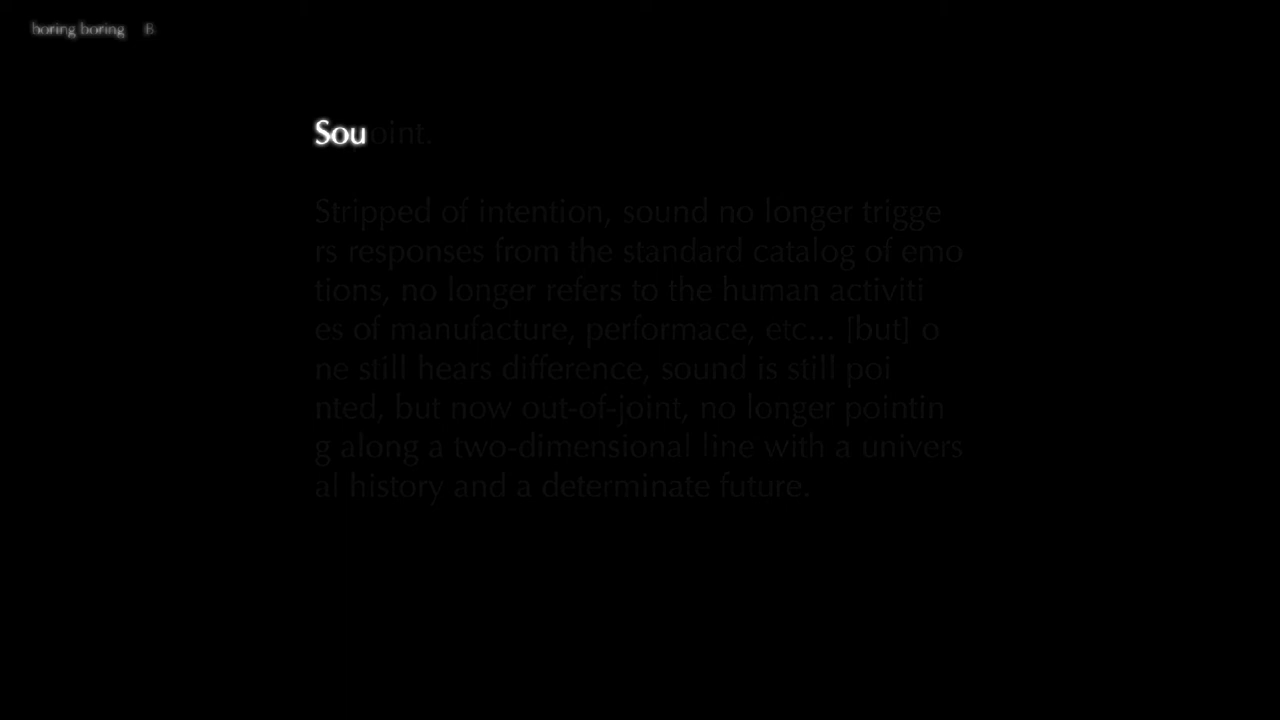 boring boring B
Souoint.
Stripped of intention, sound no longer trigge
rs responses from the standard catalog of emo
tions, no longer refers to the human activiti
es of manufacture, performace, etc... [but] o
ne still hears difference, sound is still poi
nted, but now out-of-joint, no longer pointin
g along a two-dimensional line with a univers
al history and a determinate future.